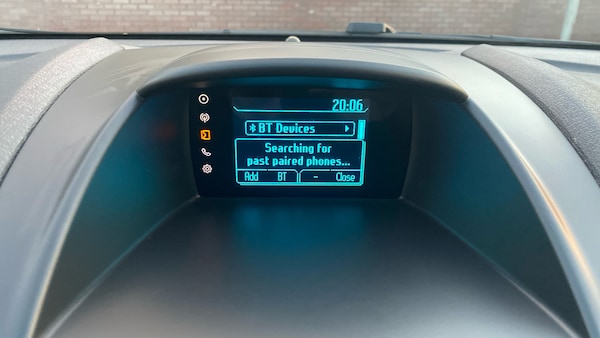 20:06
BT Devices
Searching for
past paired phones...
Add BT - Close